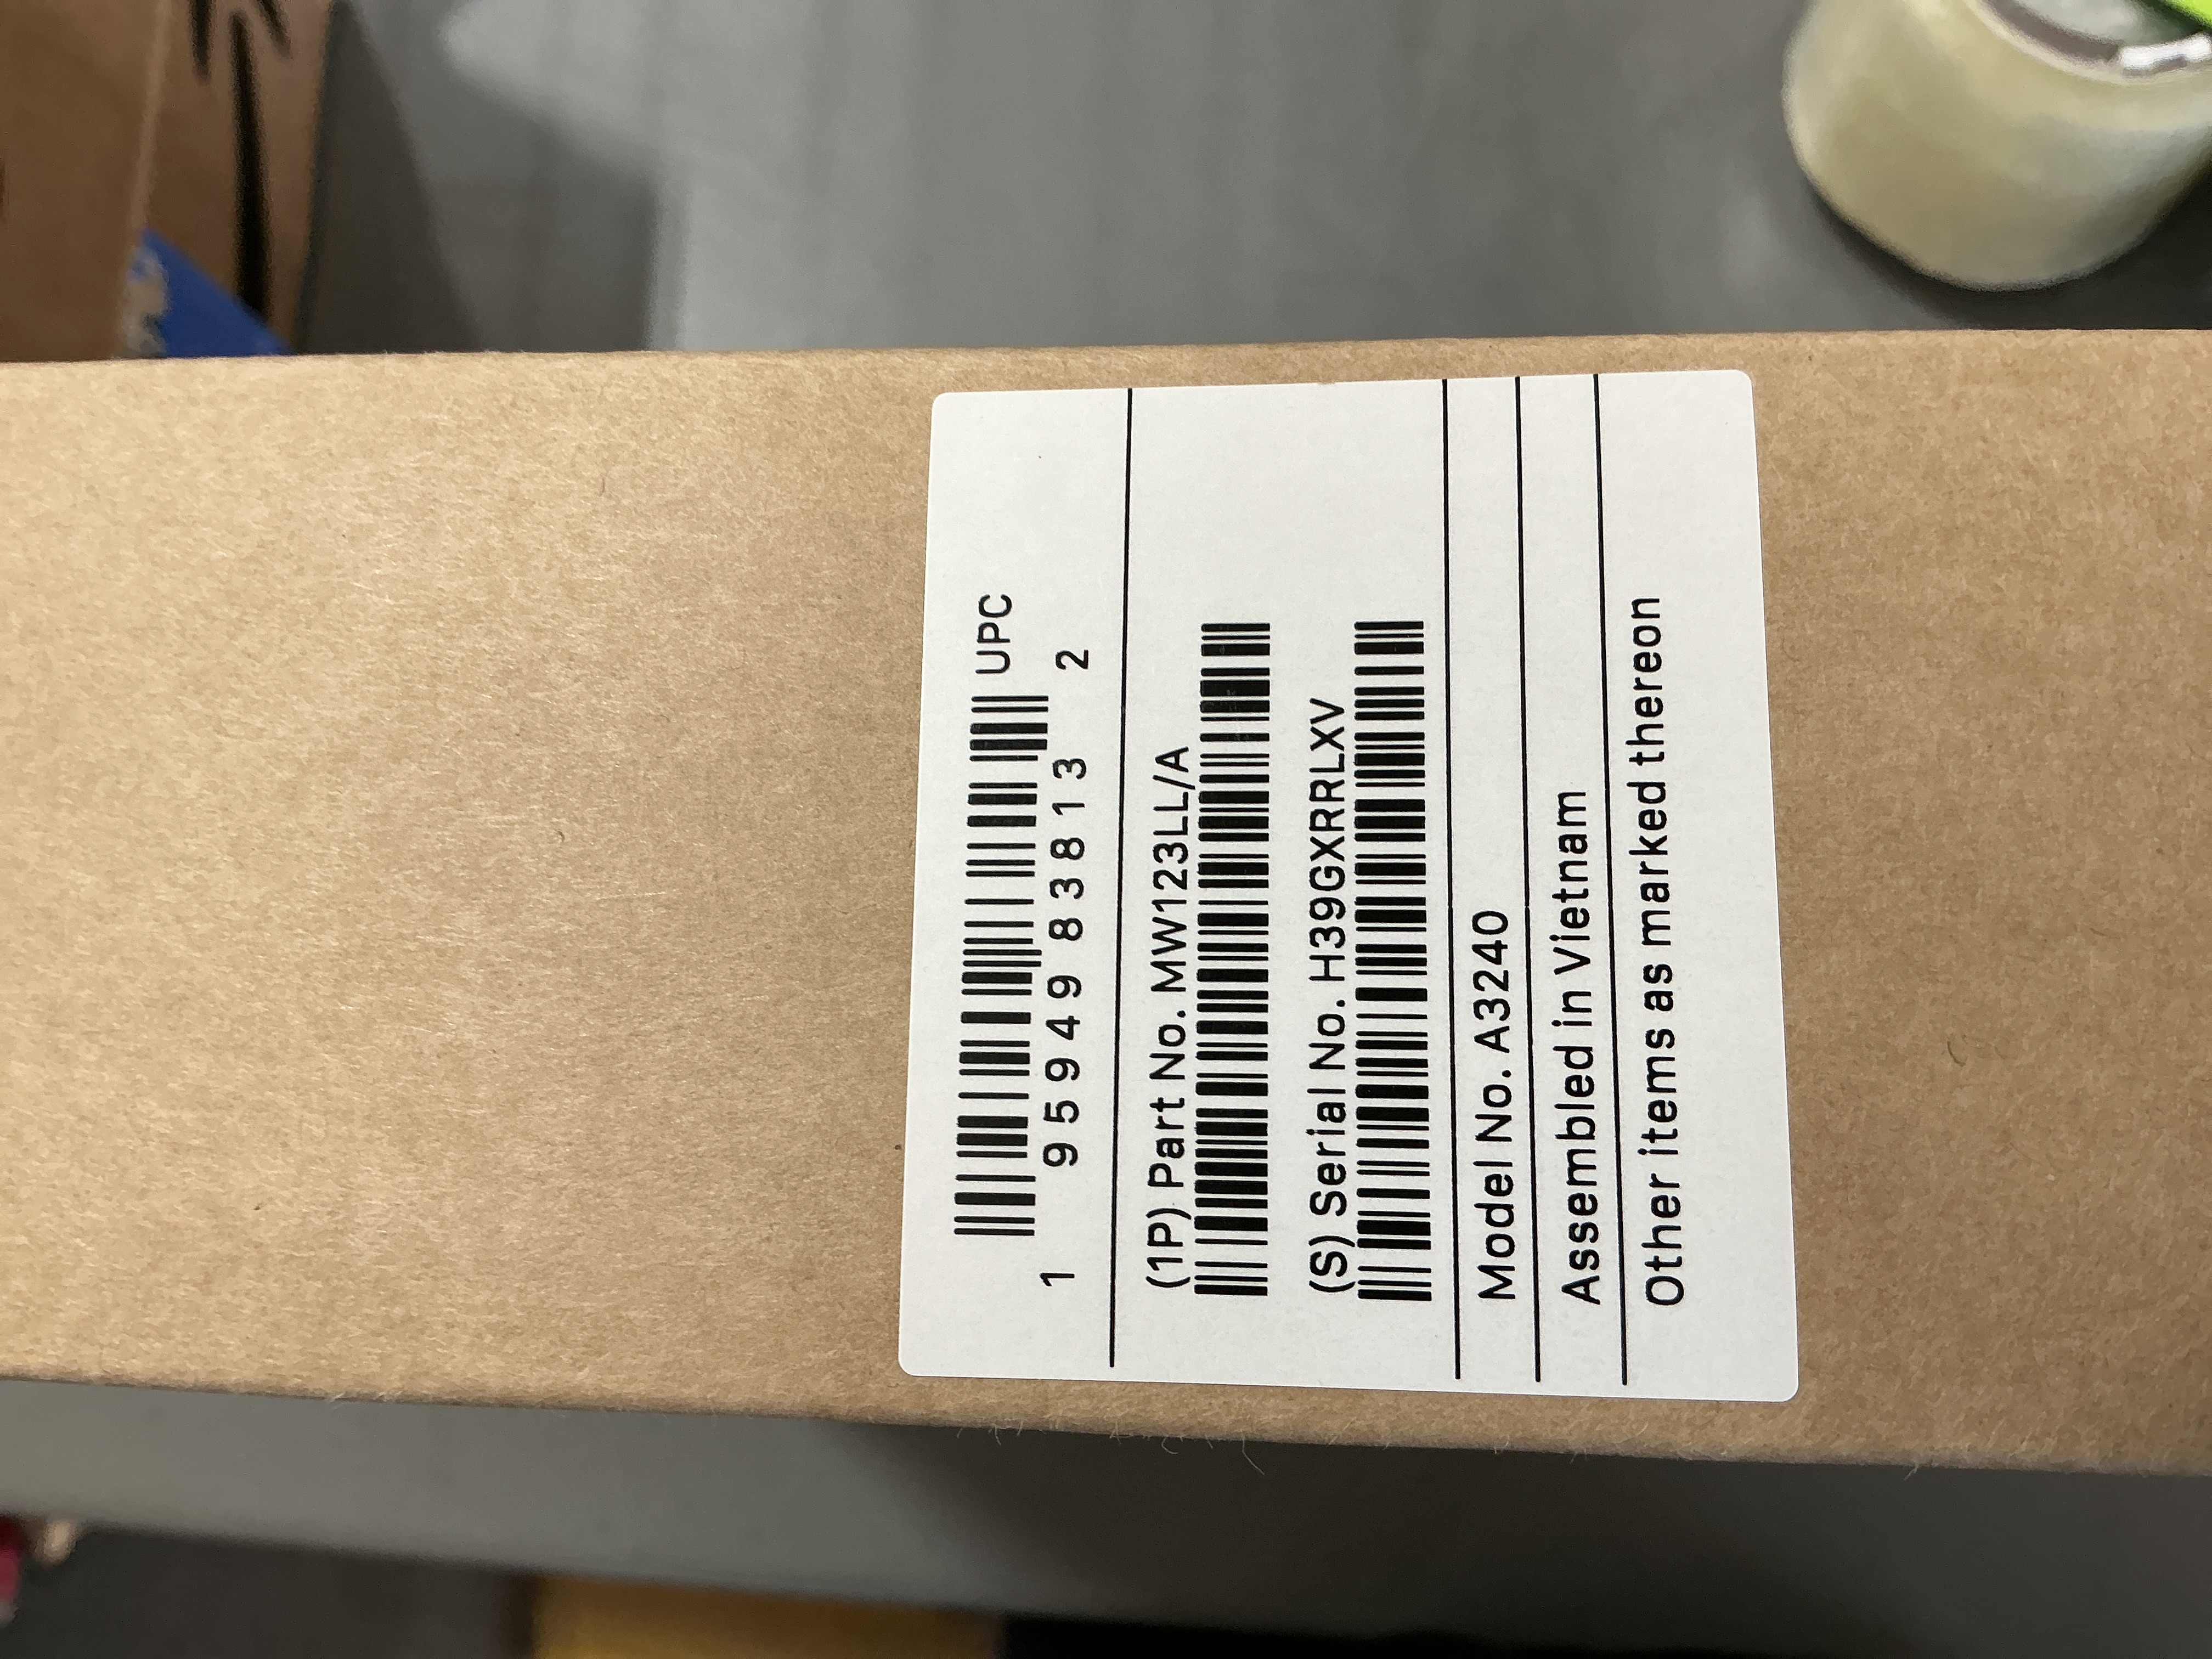 UPC
1 95949 83813 2
(1P) Part No. MW123LL/A
(S) Serial No. H39GXRRLXV
Model No. A3240
Assembled in Vietnam
Other items as marked thereon